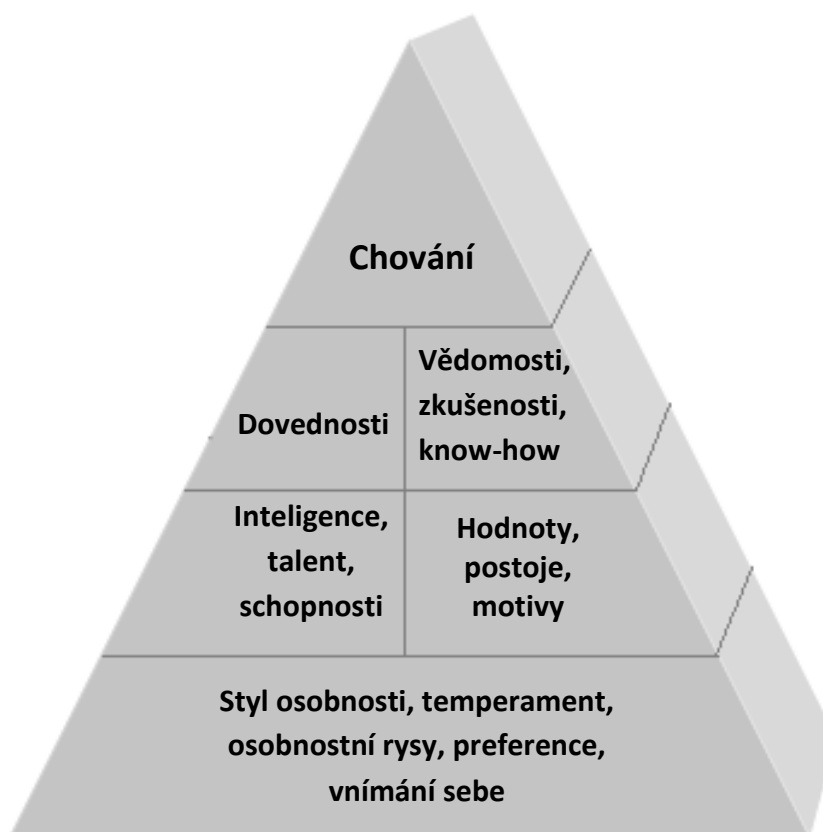 Chování
Dovednosti
Vědomosti,
zkušenosti,
know-how
Inteligence,
talent,
schopnosti
Hodnoty,
postoje,
motivy
Styl osobnosti, temperament,
osobnostní rysy, preference,
vnímání sebe